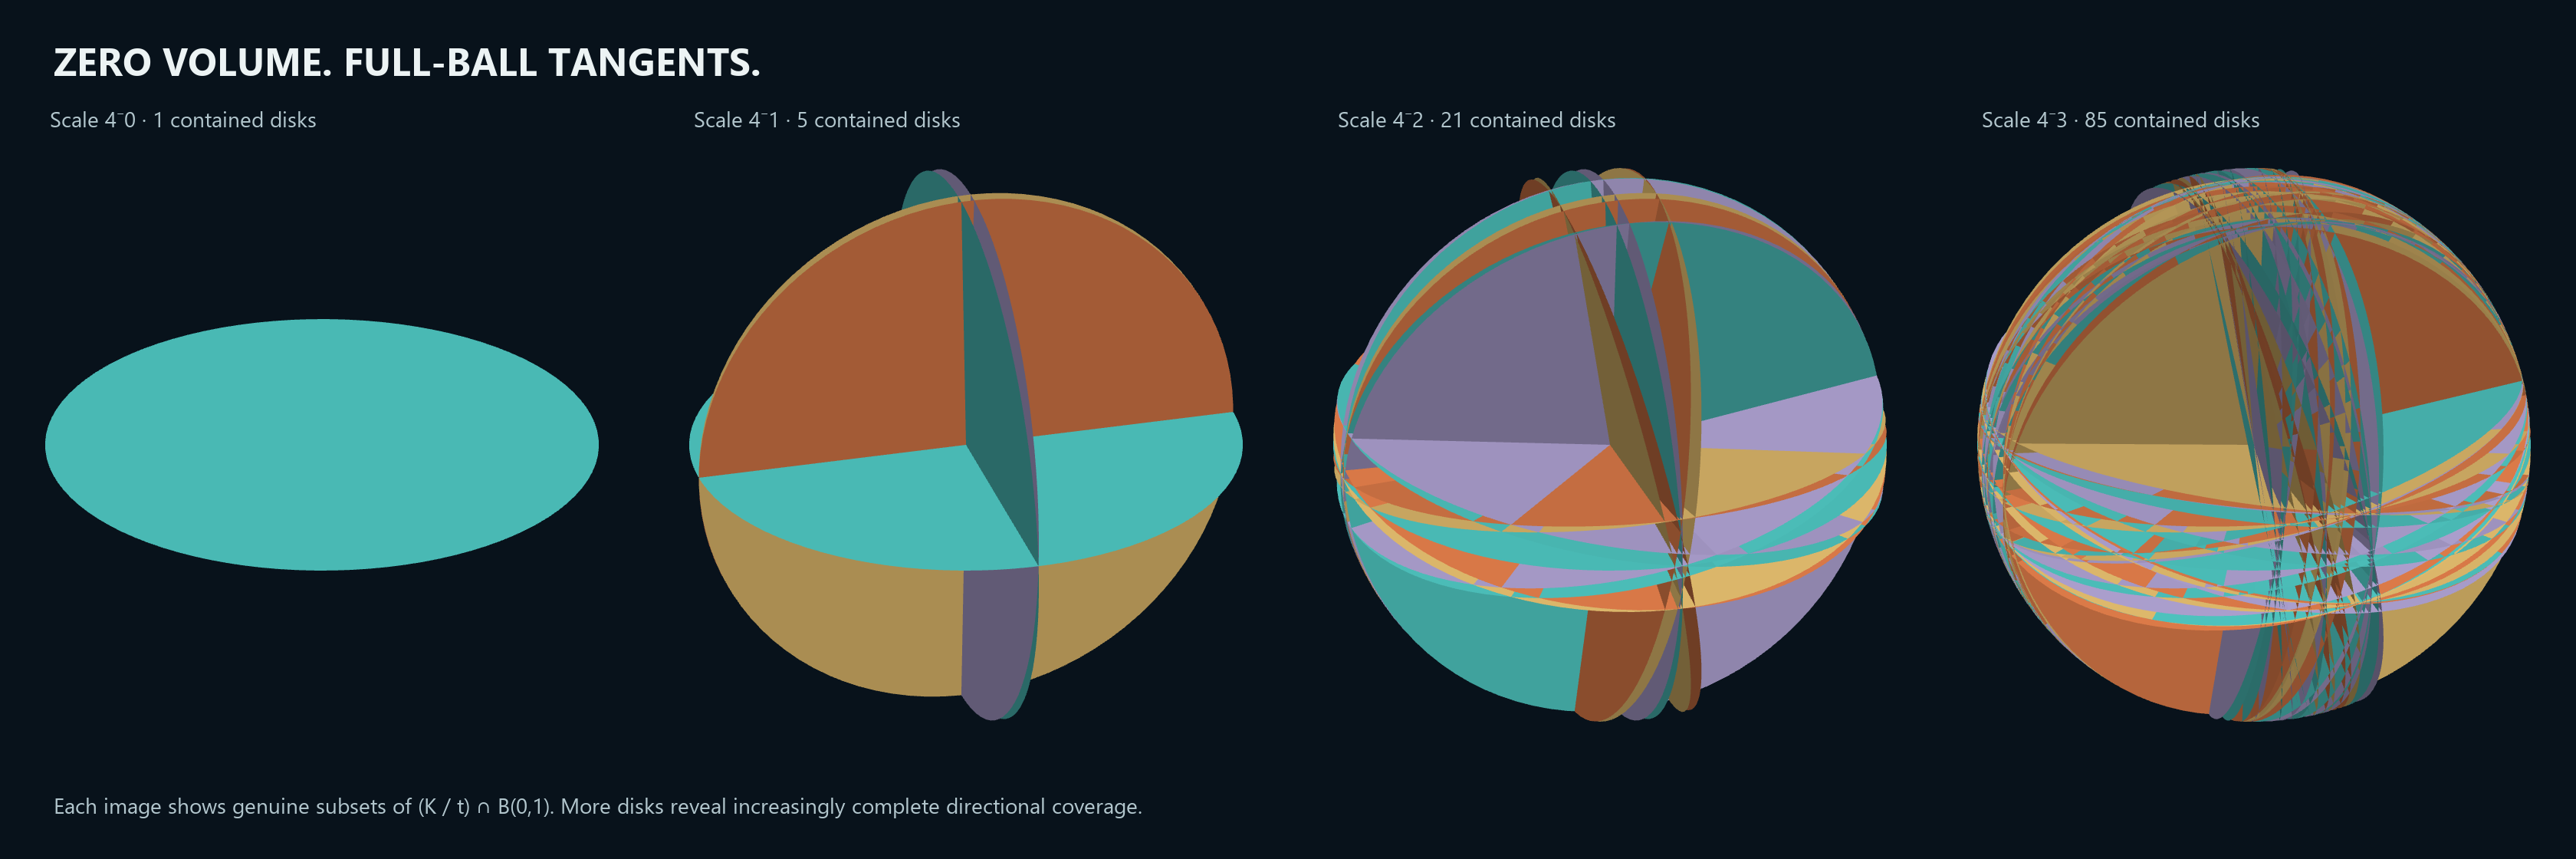 ZERO VOLUME. FULL-BALL TANGENTS.
Scale 4⁻0 · 1 contained disks
Scale 4⁻1 · 5 contained disks
Scale 4⁻2 · 21 contained disks
Scale 4⁻3 · 85 contained disks
Each image shows genuine subsets of (K / t) ∩ B(0,1). More disks reveal increasingly complete directional coverage.